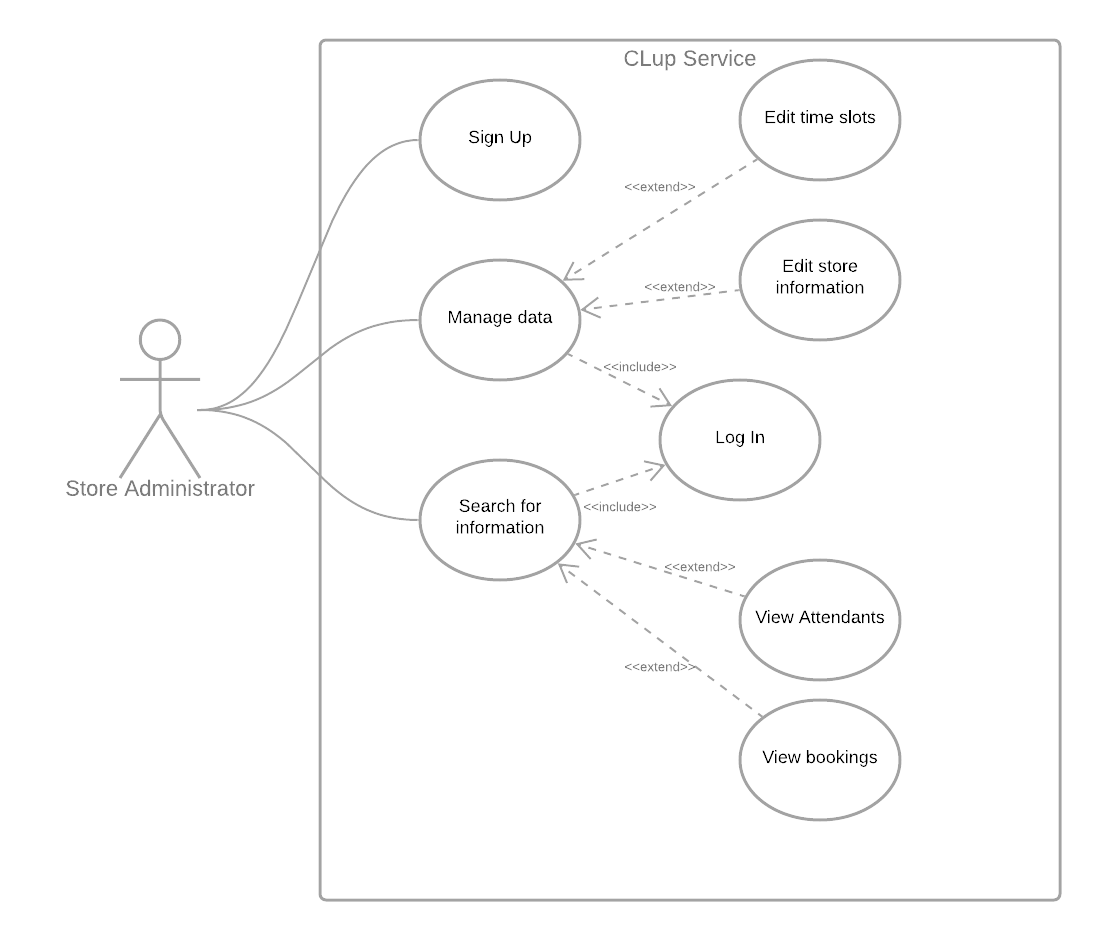 CLup Service
Sign Up
Edit time slots
<<extend>>
Edit store
information
<<extend>>
Manage data
<<include>>
Log In
Store Administrator
Search for
information
<<include>>
<<extend>>
View Attendants
<<extend>>
View bookings